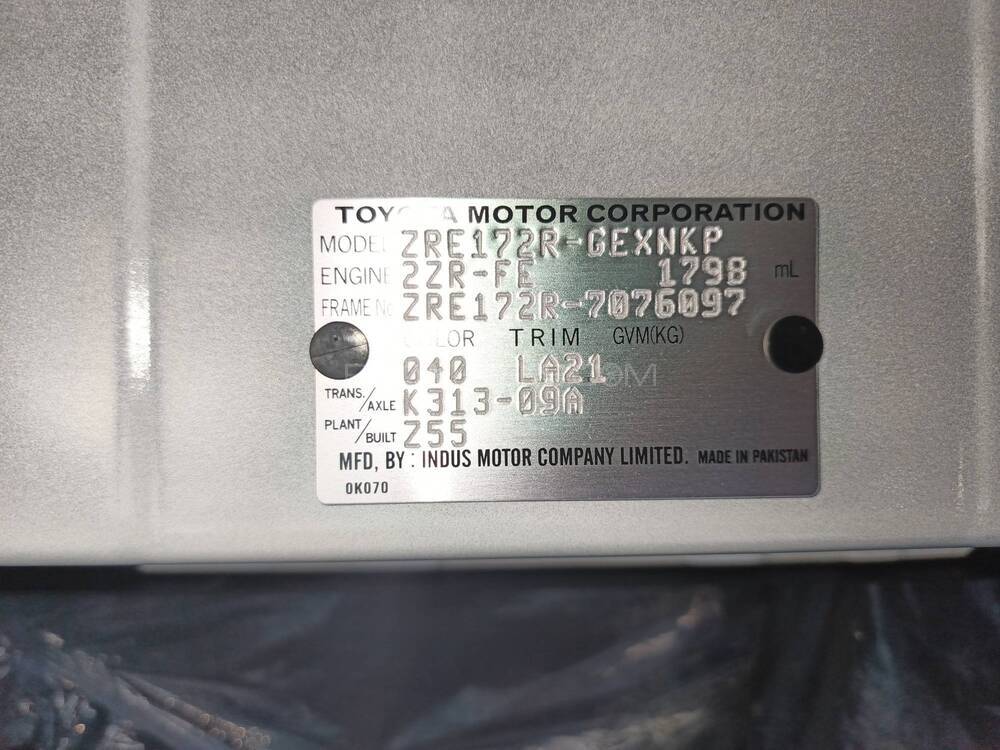 TOYOTA MOTOR CORPORATION
MODEL ZRE172R-GEXNKP
ENGINE 2ZR-FE 1798 mL
FRAME No ZRE172R-7076097
COLOR TRIM GVM(KG)
040 LA21
TRANS./AXLE K313-09A
PLANT/BUILT Z55
MFD, BY : INDUS MOTOR COMPANY LIMITED. MADE IN PAKISTAN
0K070